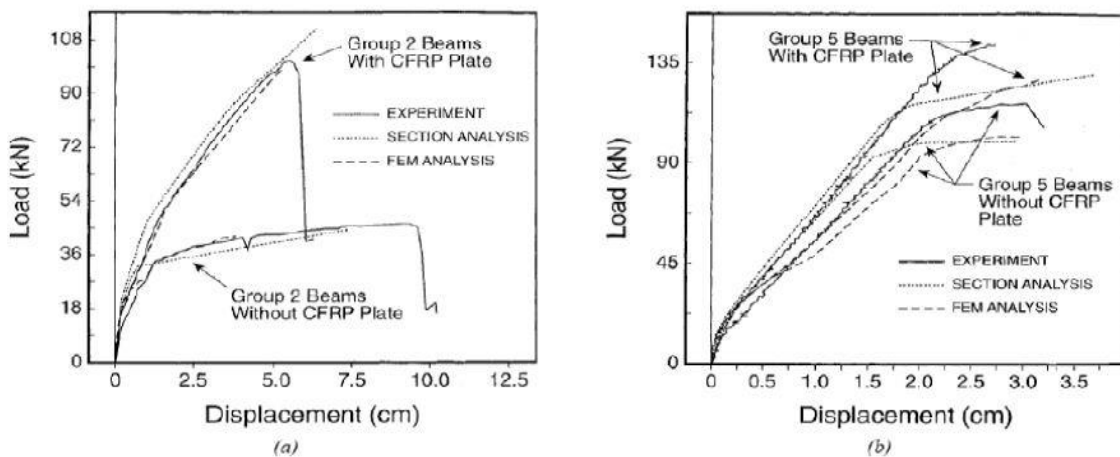 108
90
72
54
36
18
0
Load (kN)
Group 2 Beams
With CFRP Plate
EXPERIMENT
SECTION ANALYSIS
FEM ANALYSIS
Group 2 Beams
Without CFRP Plate
0 2.5 5.0 7.5 10.0 12.5
Displacement (cm)
(a)
135
90
45
0
Load (kN)
Group 5 Beams
With CFRP Plate
Group 5 Beams
Without CFRP
Plate
EXPERIMENT
SECTION ANALYSIS
FEM ANALYSIS
0 0.5 1.0 1.5 2.0 2.5 3.0 3.5
Displacement (cm)
(b)